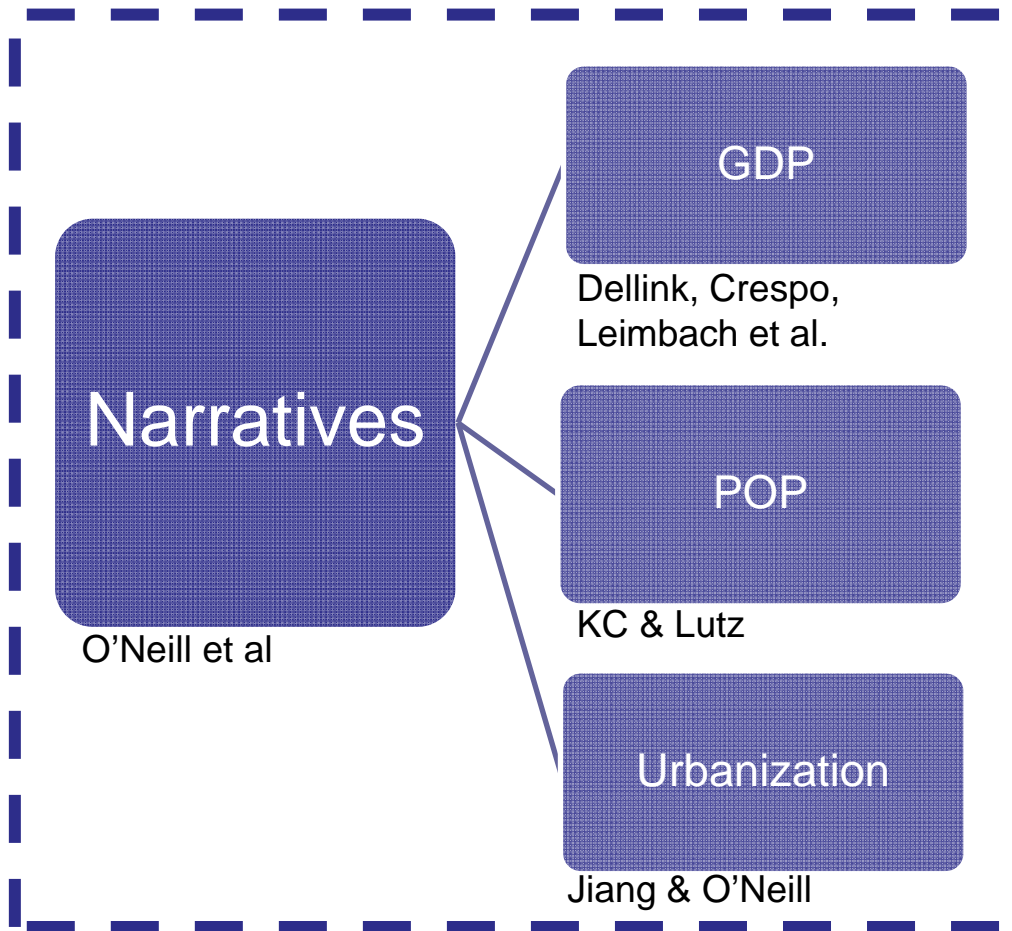 Narratives
O'Neill et al
GDP
Dellink, Crespo,
Leimbach et al.
POP
KC & Lutz
Urbanization
Jiang & O'Neill